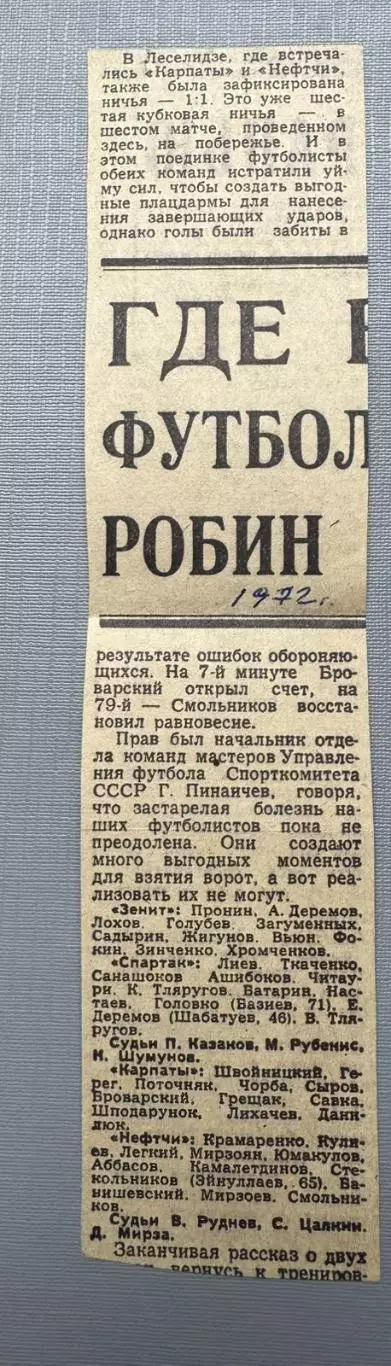 В Леселидзе, где встреча-
лись «Карпаты» и «Нефтчи»,
также была зафиксирована
ничья — 1:1. Это уже шес-
тая кубковая ничья — в
шестом матче, проведенном
здесь, на побережье. И в
этом поединке футболисты
обеих команд истратили уй-
му сил, чтобы создать выгод-
ные плацдармы для нанесе-
ния завершающих ударов,
однако голы были забиты в
ГДЕ
ФУТБОЛ
РОБИН
1972г.
результате ошибок обороняю-
щихся. На 7-й минуте Бро-
варский открыл счет, на
79-й — Смольников восста-
новил равновесие.
Прав был начальник отде-
ла команд мастеров Управле-
ния футбола Спорткомитета
СССР Г. Пинаичев, говоря,
что застарелая болезнь на-
ших футболистов пока не
преодолена. Они создают
много выгодных моментов
для взятия ворот, а вот реа-
лизовать их не могут.
«Зенит»: Пронин, А. Деремов,
Лохов. Голубев. Загуменных,
Садырин, Жигунов. Вьюн. Фо-
кин, Зинченко. Хромченков.
«Спартак»: Лиев. Ткаченко,
Санашоков Ашибоков. Читау-
ри. К. Тляругов. Батарин, Нас-
таев, Головко (Базиев, 71). Е.
Деремов (Шабатуев, 46). В. Тля-
ругов.
Судьи П. Казаков, М. Рубенис,
Н. Шумунов.
«Карпаты»: Швойницкий, Ге-
рег. Поточняк, Чорба, Сыров,
Броварский, Грещак, Савка,
Шподарунок, Лихачев. Дани-
люк.
«Нефтчи»: Крамаренко. Кули-
ев, Легкий, Мирзоян, Юмакулов,
Аббасов. Камалетдинов, Сте-
кольников (Эйнуллаев, 65). Ба-
нишевский. Мирзоев. Смольни-
ков.
Судьи В. Руднев, С. Цалкин.
Д. Мирза.
Заканчивая рассказ о двух
вернусь к трениров-